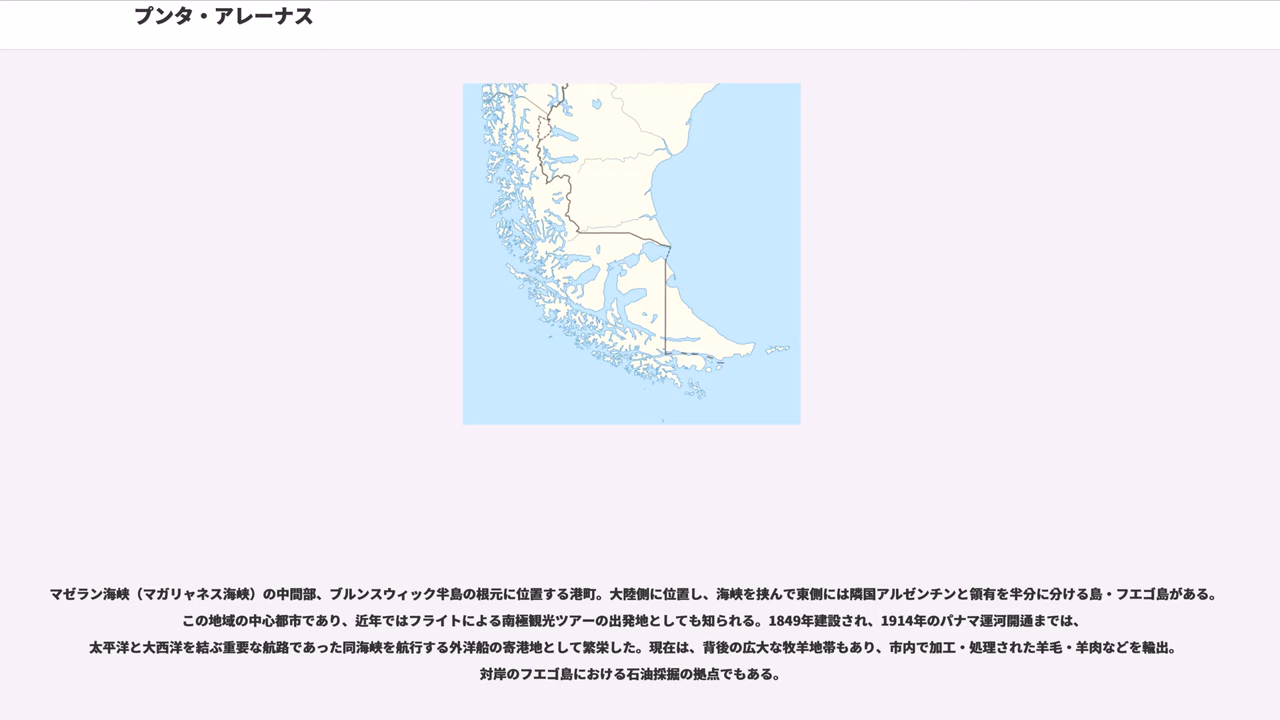 プンタ・アレーナス
マゼラン海峡（マガリャネス海峡）の中間部、ブルンスウィック半島の根元に位置する港町。大陸側に位置し、海峡を挟んで東側には隣国アルゼンチンと領有を半分に分ける島・フエゴ島がある。
この地域の中心都市であり、近年ではフライトによる南極観光ツアーの出発地としても知られる。1849年建設され、1914年のパナマ運河開通までは、
太平洋と大西洋を結ぶ重要な航路であった同海峡を航行する外洋船の寄港地として繁栄した。現在は、背後の広大な牧羊地帯もあり、市内で加工・処理された羊毛・羊肉などを輸出。
対岸のフエゴ島における石油採掘の拠点でもある。